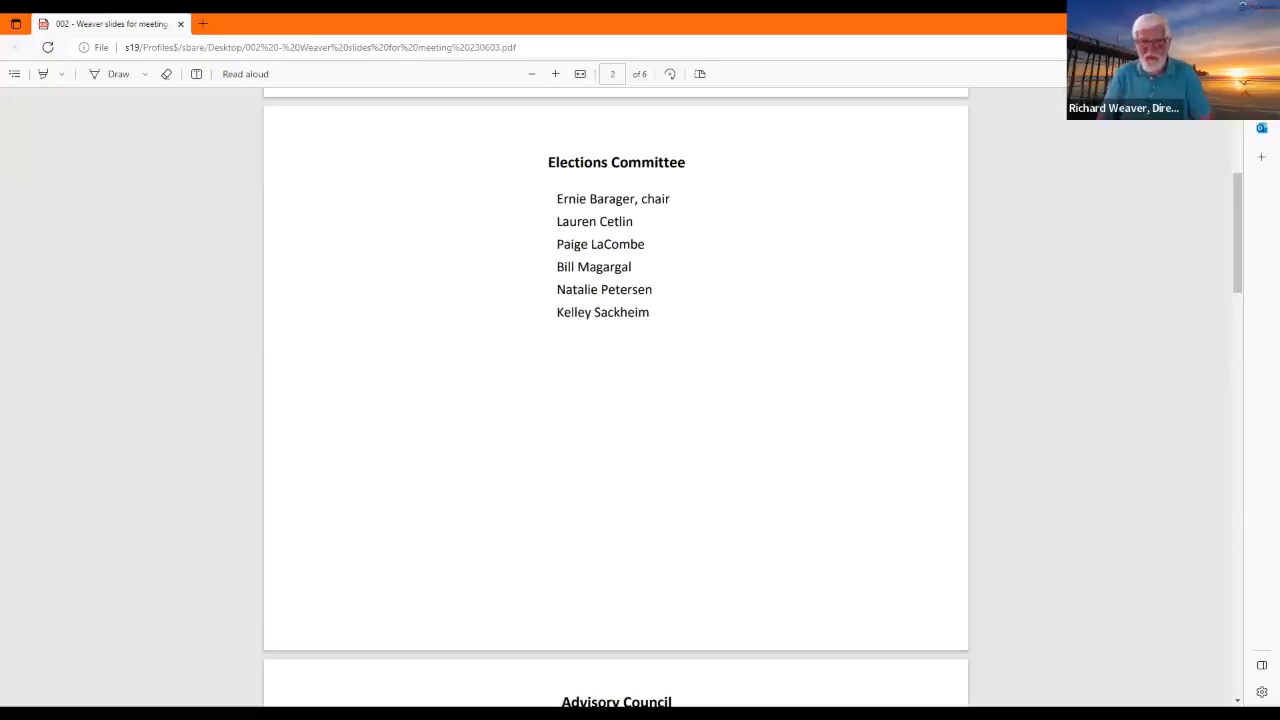 002 - Weaver slides for meeting
File
s19/Profiles$/sbare/Desktop/002%20-%20Weaver%20slides%20for%20meeting%20230603.pdf
Draw
Read aloud
2
of 6
Richard Weaver, Dire...
Elections Committee
Ernie Barager, chair
Lauren Cetlin
Paige LaCombe
Bill Magargal
Natalie Petersen
Kelley Sackheim
Advisory Council